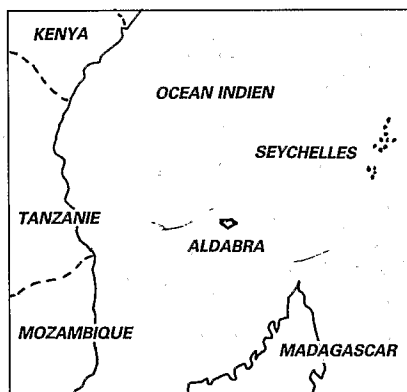 KENYA
OCEAN INDIEN
SEYCHELLES
TANZANIE
ALDABRA
MOZAMBIQUE
MADAGASCAR